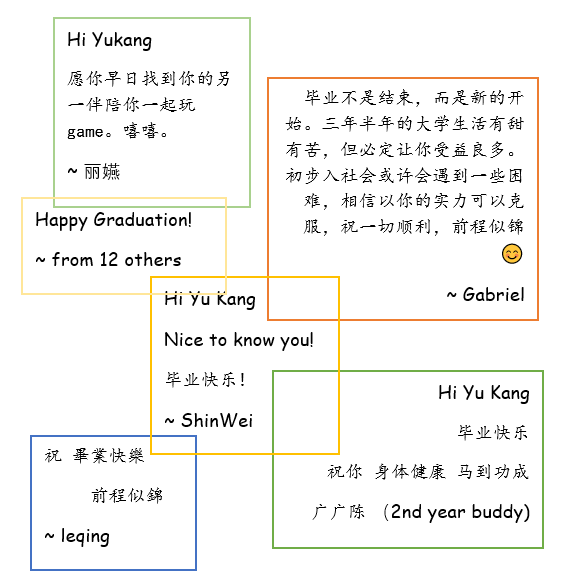 Hi Yukang
愿你早日找到你的另
一伴陪你一起玩
game。嘻嘻。
~ 丽嬿
毕业不是结束，而是新的开
始。三年半年的大学生活有甜
有苦，但必定让你受益良多。
初步入社会或许会遇到一些困
难，相信以你的实力可以克
服，祝一切顺利，前程似锦
😊
~ Gabriel
Happy Graduation!
~ from 12 others
Hi Yu Kang
Nice to know you!
毕业快乐！
~ ShinWei
Hi Yu Kang
毕业快乐
祝你 身体健康 马到功成
广广陈 （2nd year buddy)
祝 畢業快樂
前程似錦
~ leqing